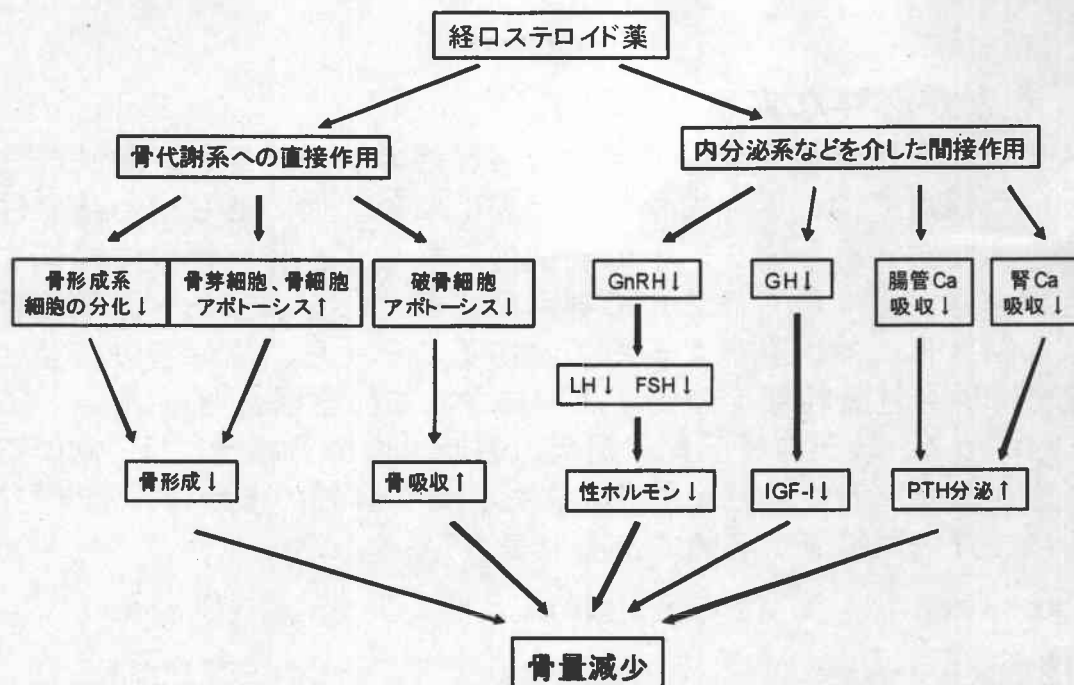 経口ステロイド薬
骨代謝系への直接作用
内分泌系などを介した間接作用
骨形成系
細胞の分化↓
骨芽細胞、骨細胞
アポトーシス↑
破骨細胞
アポトーシス↓
GnRH↓
GH↓
腸管Ca
吸収↓
腎Ca
吸収↓
LH↓ FSH↓
骨形成↓
骨吸収↑
性ホルモン↓
IGF-I↓
PTH分泌↑
骨量減少